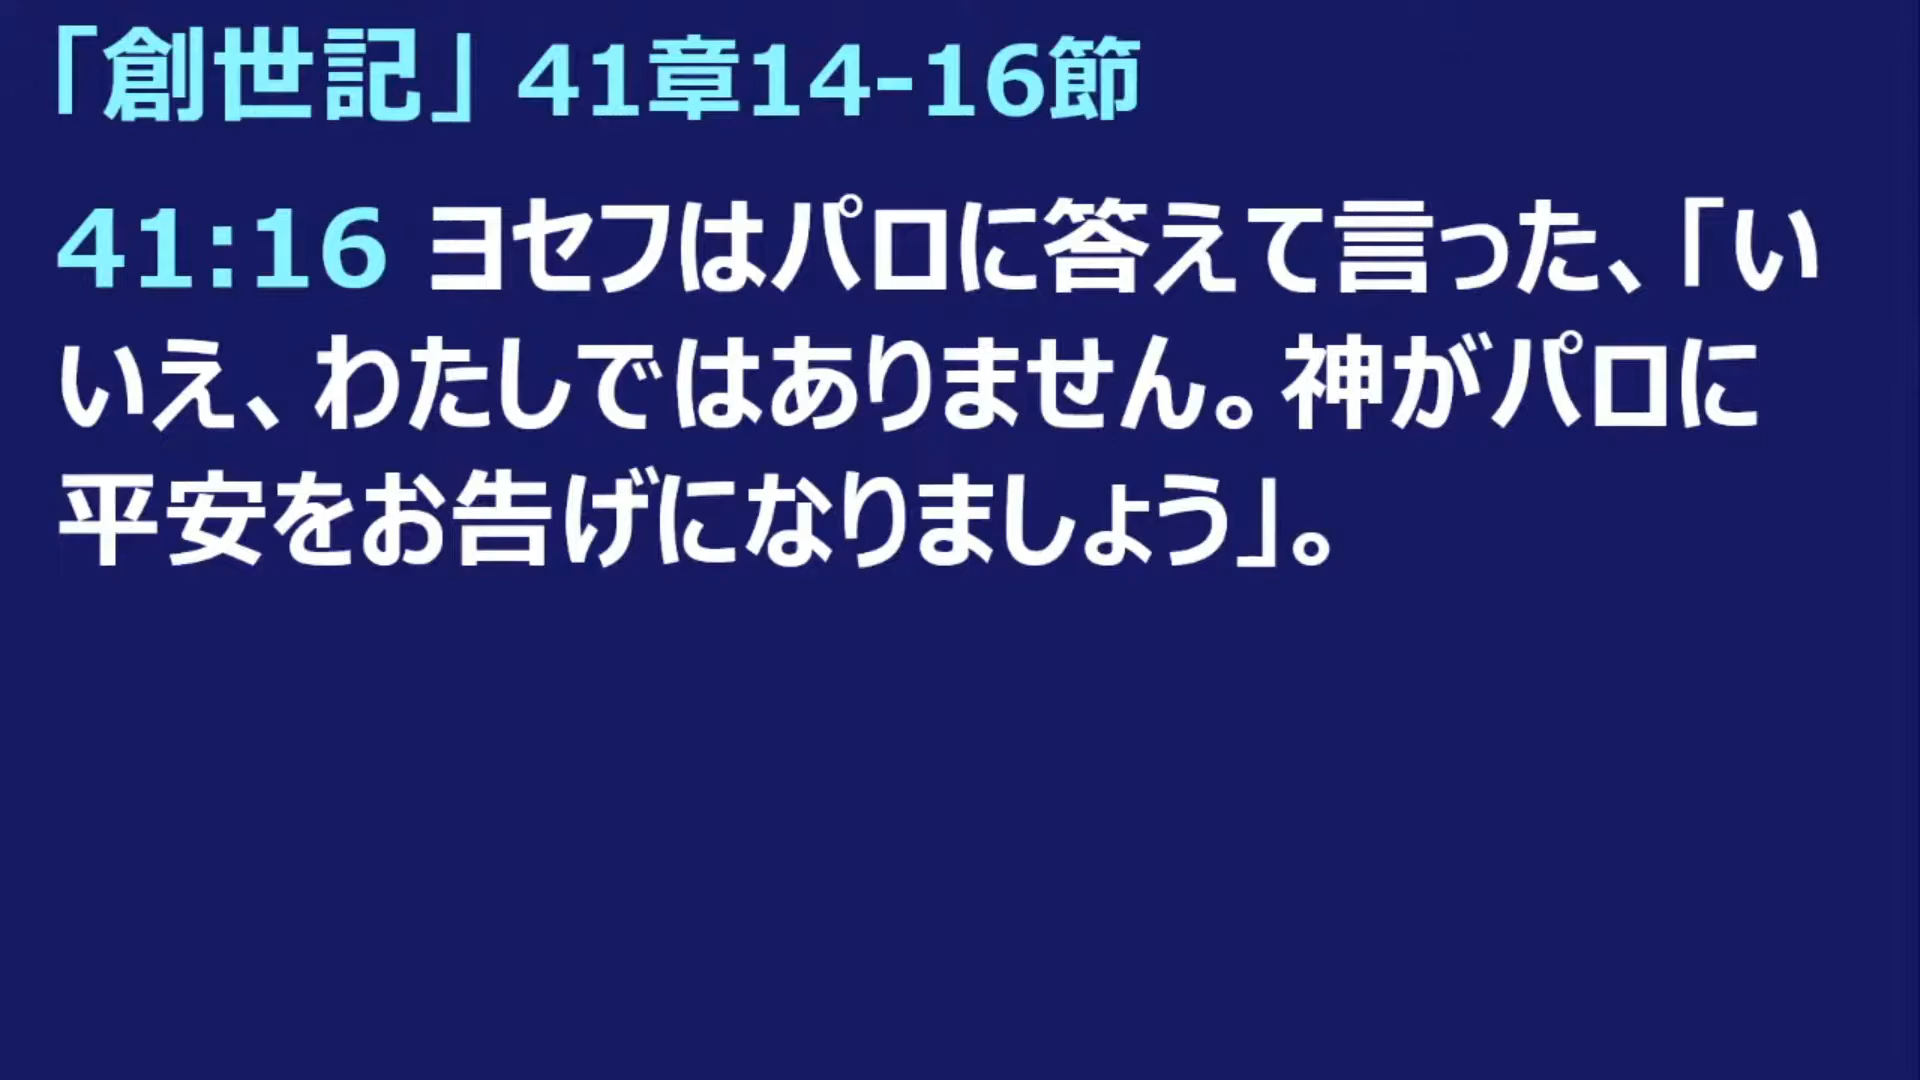 「創世記」 41章14-16節
41:16 ヨセフはパロに答えて言った、「い
いえ、わたしではありません。神がパロに
平安をお告げになりましょう」。